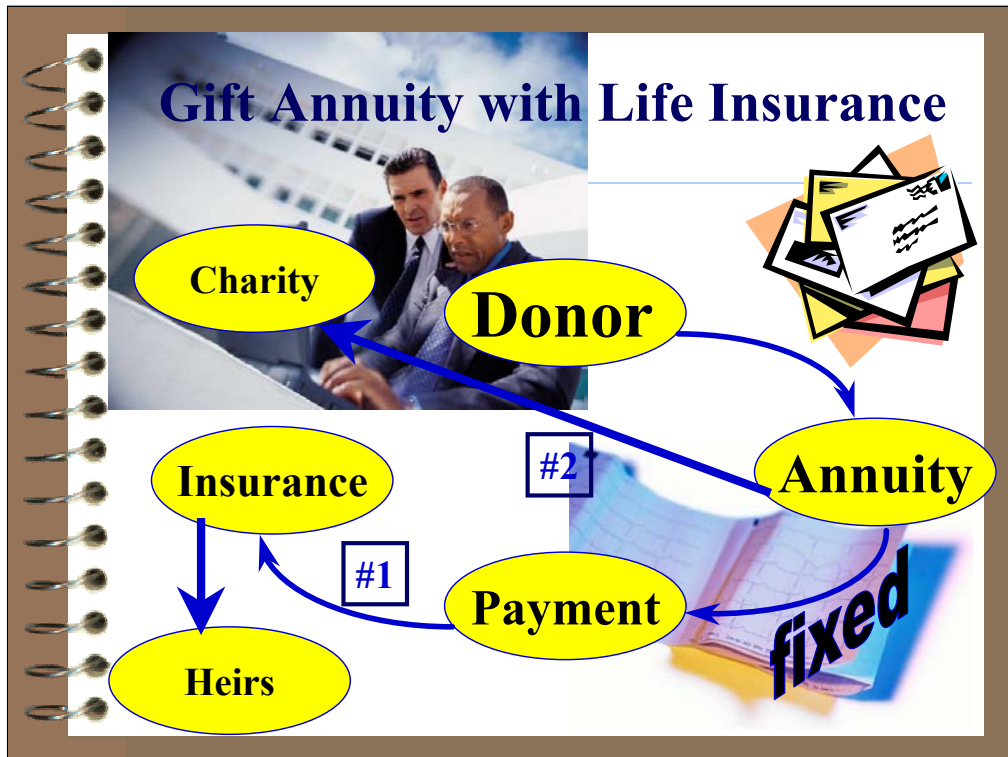 Gift Annuity with Life Insurance
Charity
Donor
Annuity
#2
Insurance
#1
Payment
fixed
Heirs